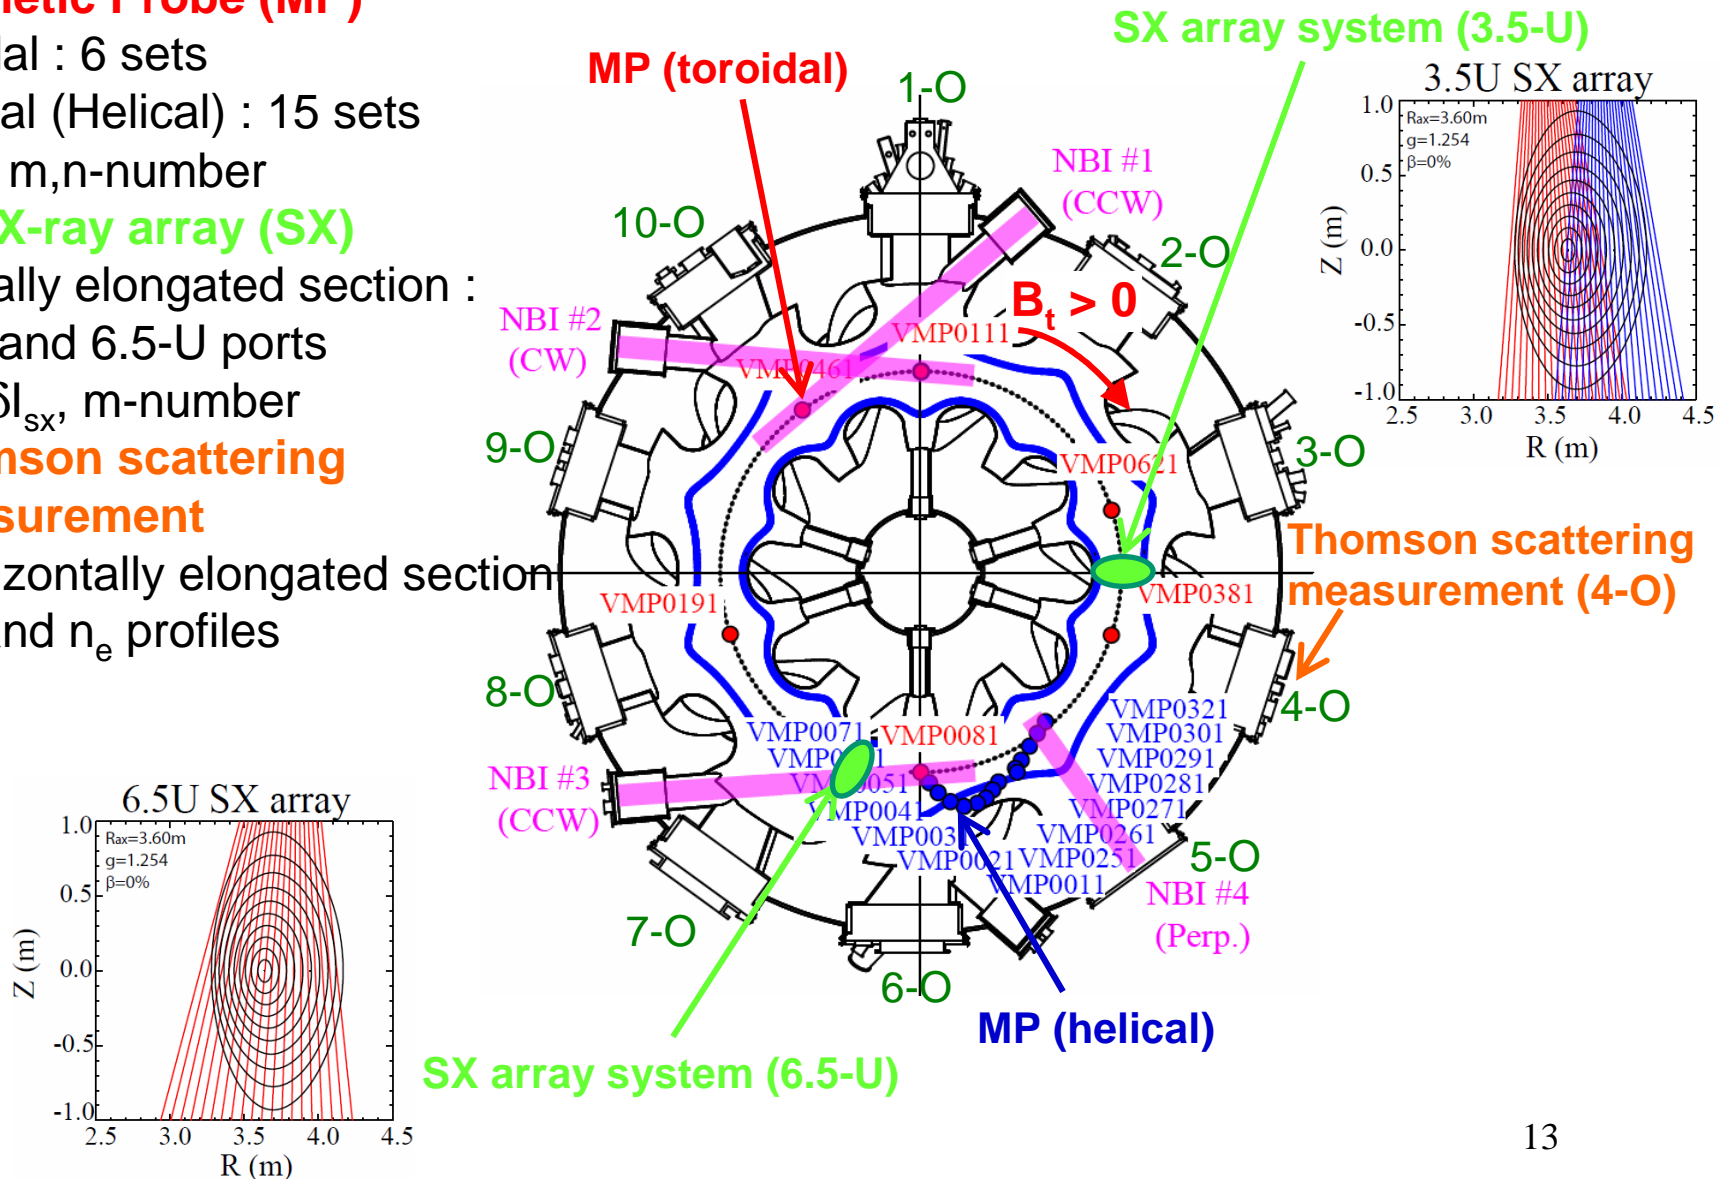 netic Probe (MP)
al : 6 sets
al (Helical) : 15 sets
m,n-number
X-ray array (SX)
ally elongated section :
and 6.5-U ports
δIsx, m-number
mson scattering
surement
zontally elongated section
and ne profiles
MP (toroidal)
SX array system (3.5-U)
3.5U SX array
Rax=3.60m
g=1.254
β=0%
1.0
0.5
0.0
-0.5
-1.0
Z (m)
2.5 3.0 3.5 4.0 4.5
R (m)
1-O
NBI #1
(CCW)
10-O
2-O
NBI #2
(CW)
Bt > 0
VMP0111
VMP0461
9-O
3-O
VMP0621
Thomson scattering
measurement (4-O)
VMP0191
VMP0381
8-O
4-O
VMP0071
VMP0081
VMP0321
VMP0301
VMP0291
VMP0281
VMP0271
VMP0261
VMP0251
VMP0041
VMP0021
VMP0011
NBI #3
(CCW)
5-O
NBI #4
(Perp.)
7-O
6-O
MP (helical)
SX array system (6.5-U)
6.5U SX array
Rax=3.60m
g=1.254
β=0%
1.0
0.5
0.0
-0.5
-1.0
Z (m)
2.5 3.0 3.5 4.0 4.5
R (m)
13